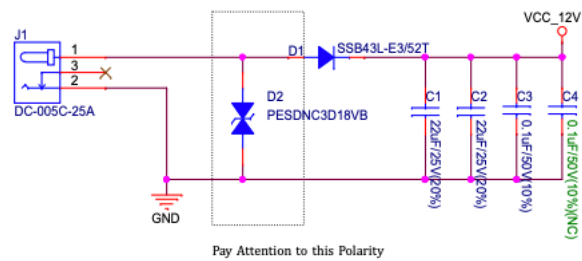 VCC_12V
J1
1
3
2
DC-005C-25A
D1
SSB43L-E3/52T
D2
PESDNC3D18VB
C1
22uF/25V(20%)
C2
22uF/25V(20%)
C3
0.1uF/50V(10%)
C4
0.1uF/50V(10%)(NC)
GND
Pay Attention to this Polarity